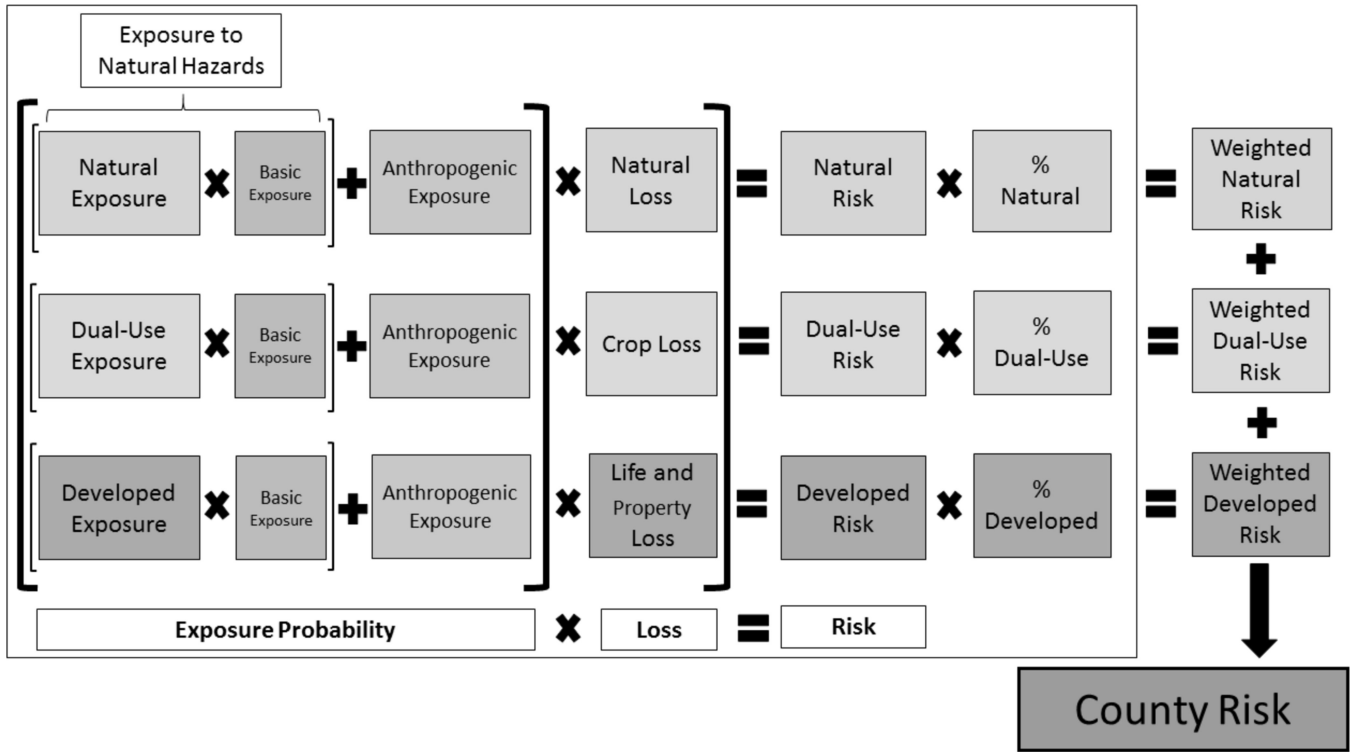 Exposure to
Natural Hazards
Natural
Exposure
Basic
Exposure
Anthropogenic
Exposure
Natural
Loss
Natural
Risk
%
Natural
Weighted
Natural
Risk
Dual-Use
Exposure
Basic
Exposure
Anthropogenic
Exposure
Crop Loss
Dual-Use
Risk
%
Dual-Use
Weighted
Dual-Use
Risk
Developed
Exposure
Basic
Exposure
Anthropogenic
Exposure
Life and
Property
Loss
Developed
Risk
%
Developed
Weighted
Developed
Risk
Exposure Probability
Loss
Risk
County Risk